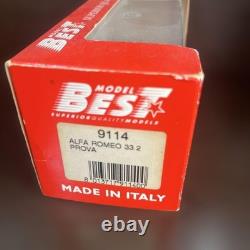 MODEL
BEST
SUPERIOR QUALITY MODELS
9114
ALFA ROMEO 33.2
PROVA
MADE IN ITALY